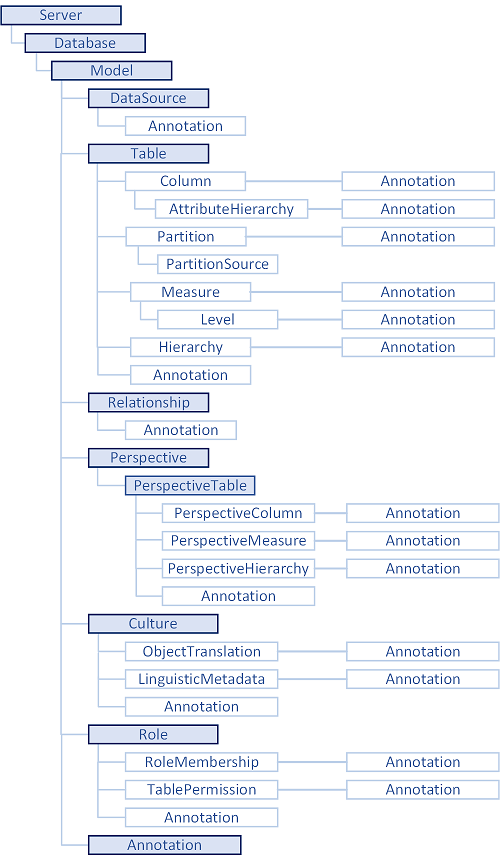 Server
Database
Model
DataSource
Annotation
Table
Column Annotation
AttributeHierarchy Annotation
Partition Annotation
PartitionSource
Measure Annotation
Level Annotation
Hierarchy Annotation
Annotation
Relationship
Annotation
Perspective
PerspectiveTable
PerspectiveColumn Annotation
PerspectiveMeasure Annotation
PerspectiveHierarchy Annotation
Annotation
Culture
ObjectTranslation Annotation
LinguisticMetadata Annotation
Annotation
Role
RoleMembership Annotation
TablePermission Annotation
Annotation
Annotation